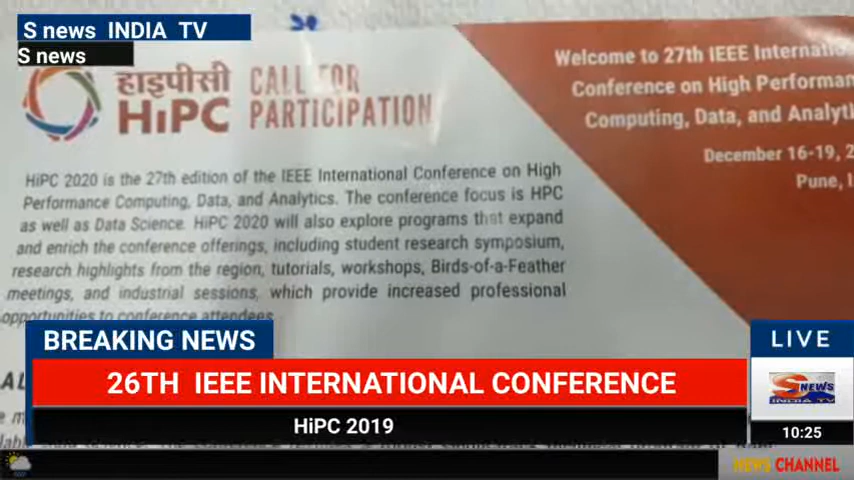 S news INDIA TV
S news
हाइपीसी
HiPC
CALL FOR
PARTICIPATION
Welcome to 27th IEEE Internatio
Conference on High Performan
Computing, Data, and Analyti
December 16-19, 2
Pune, I
HiPC 2020 is the 27th edition of the IEEE International Conference on High
Performance Computing, Data, and Analytics. The conference focus is HPC
as well as Data Science. HiPC 2020 will also explore programs that expand
and enrich the conference offerings, including student research symposium,
research highlights from the region, tutorials, workshops, Birds-of-a-Feather
meetings, and industrial sessions, which provide increased professional
opportunities to conference attendees.
BREAKING NEWS
26TH IEEE INTERNATIONAL CONFERENCE
HiPC 2019
LIVE
S NEWS
INDIA TV
10:25
NEWS CHANNEL